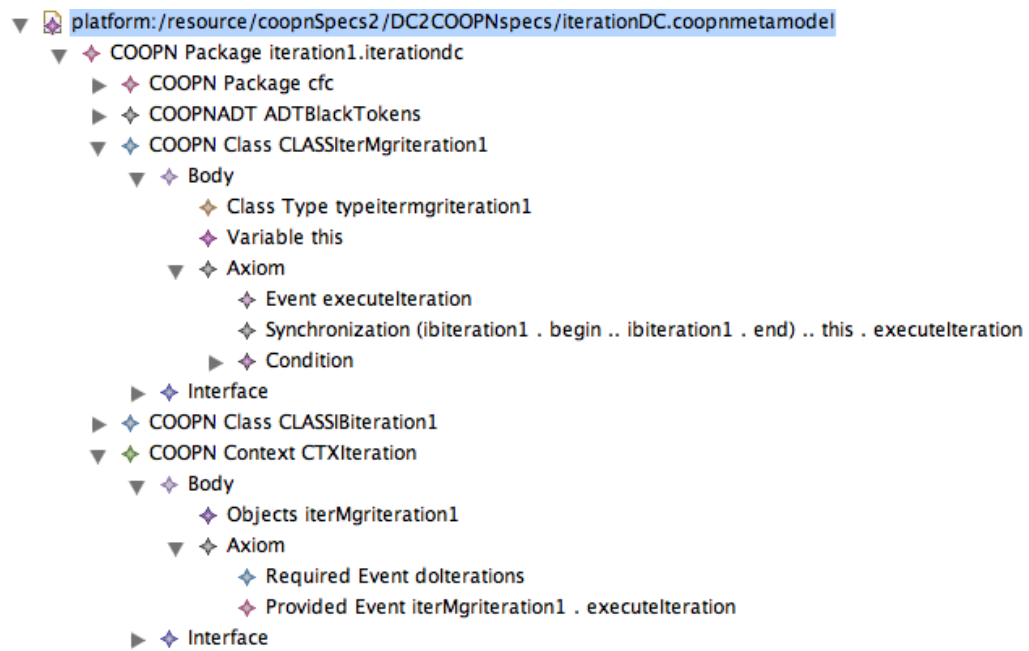 platform:/resource/coopnSpecs2/DC2COOPNspecs/iterationDC.coopnmetamodel
COOPN Package iteration1.iterationdc
COOPN Package cfc
COOPNADT ADTBlackTokens
COOPN Class CLASSIterMgriteration1
Body
Class Type typeitermgriteration1
Variable this
Axiom
Event executeIteration
Synchronization (ibiteration1 . begin .. ibiteration1 . end) .. this . executeIteration
Condition
Interface
COOPN Class CLASSIBiteration1
COOPN Context CTXIteration
Body
Objects iterMgriteration1
Axiom
Required Event doIterations
Provided Event iterMgriteration1 . executeIteration
Interface